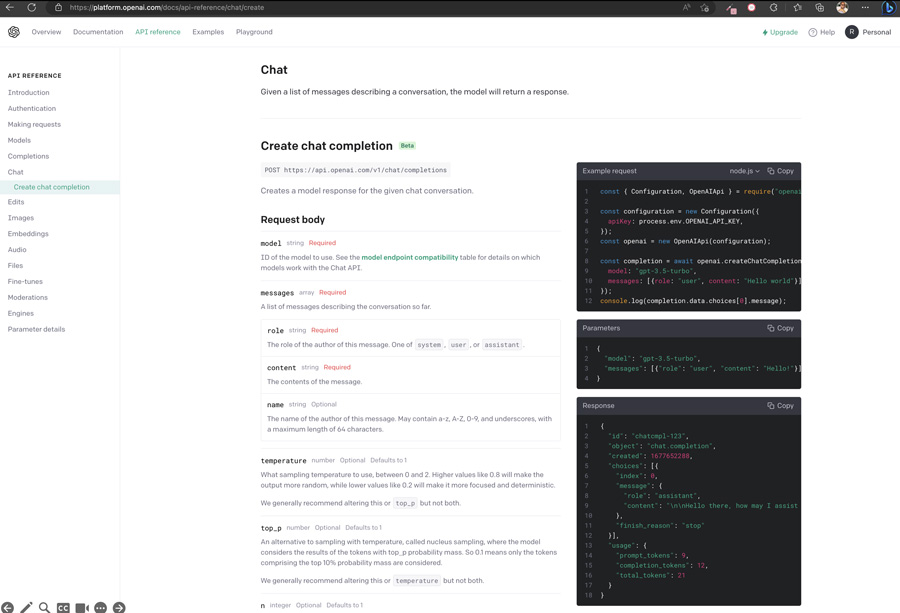 https://platform.openai.com/docs/api-reference/chat/create
Overview Documentation API reference Examples Playground Upgrade Help R Personal
API REFERENCE
Introduction
Authentication
Making requests
Models
Completions
Chat
Create chat completion
Edits
Images
Embeddings
Audio
Files
Fine-tunes
Moderations
Engines
Parameter details
Chat
Given a list of messages describing a conversation, the model will return a response.
Create chat completion Beta
POST https://api.openai.com/v1/chat/completions
Creates a model response for the given chat conversation.
Request body
model string Required
ID of the model to use. See the model endpoint compatibility table for details on which
models work with the Chat API.
messages array Required
A list of messages describing the conversation so far.
role string Required
The role of the author of this message. One of system, user, or assistant.
content string Required
The contents of the message.
name string Optional
The name of the author of this message. May contain a-z, A-Z, 0-9, and underscores, with
a maximum length of 64 characters.
temperature number Optional Defaults to 1
What sampling temperature to use, between 0 and 2. Higher values like 0.8 will make the
output more random, while lower values like 0.2 will make it more focused and deterministic.
We generally recommend altering this or top_p but not both.
top_p number Optional Defaults to 1
An alternative to sampling with temperature, called nucleus sampling, where the model
considers the results of the tokens with top_p probability mass. So 0.1 means only the tokens
comprising the top 10% probability mass are considered.
We generally recommend altering this or temperature but not both.
n integer Optional Defaults to 1
Example request node.js Copy
1 const { Configuration, OpenAIApi } = require("openai
2
3 const configuration = new Configuration({
4 apiKey: process.env.OPENAI_API_KEY,
5 });
6 const openai = new OpenAIApi(configuration);
7
8 const completion = await openai.createChatCompletion
9 model: "gpt-3.5-turbo",
10 messages: [{role: "user", content: "Hello world"}]
11 });
12 console.log(completion.data.choices[0].message);
Parameters Copy
1 {
2 "model": "gpt-3.5-turbo",
3 "messages": [{"role": "user", "content": "Hello!"}]
4 }
Response Copy
1 {
2 "id": "chatcmpl-123",
3 "object": "chat.completion",
4 "created": 1677652288,
5 "choices": [{
6 "index": 0,
7 "message": {
8 "role": "assistant",
9 "content": "\n\nHello there, how may I assist
10 },
11 "finish_reason": "stop"
12 }],
13 "usage": {
14 "prompt_tokens": 9,
15 "completion_tokens": 12,
16 "total_tokens": 21
17 }
18 }
CC